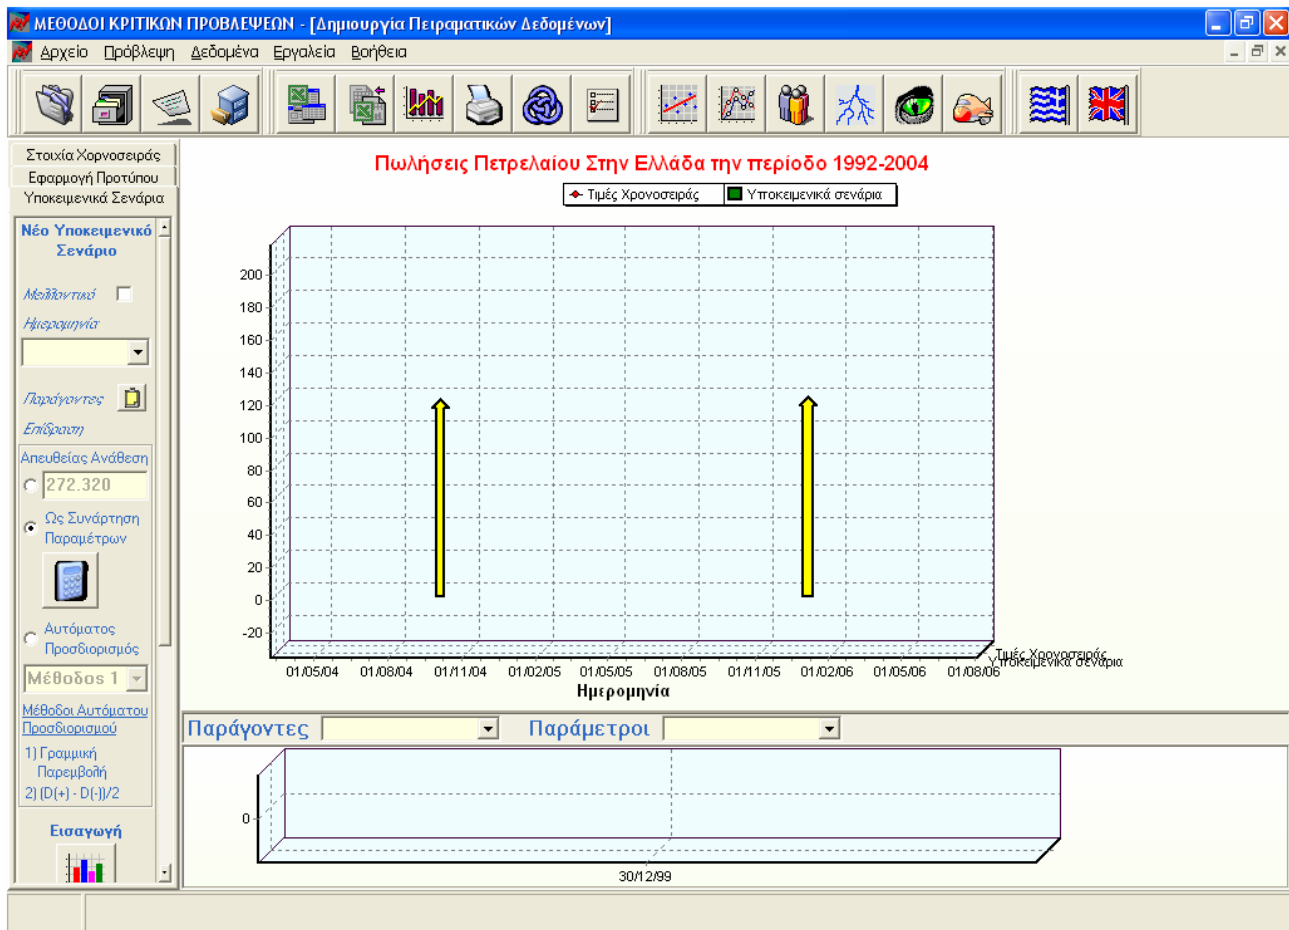 ΜΕΘΟΔΟΙ ΚΡΙΤΙΚΩΝ ΠΡΟΒΛΕΨΕΩΝ - [Δημιουργία Πειραματικών Δεδομένων]
Αρχείο Πρόβλεψη Δεδομένα Εργαλεία Βοήθεια
Στοιχία Χορνοσειράς
Εφαρμογή Προτύπου
Υποκειμενικά Σενάρια
Νέο Υποκειμενικό
Σενάριο
Μελλοντικό
Ημερομηνία
Παράγοντες
Επίδραση
Απευθείας Ανάθεση
272.320
Ως Συνάρτηση
Παραμέτρων
Αυτόματος
Προσδιορισμός
Μέθοδος 1
Μέθοδοι Αυτόματου
Προσδιορισμού
1) Γραμμική
Παρεμβολή
2) (D(+) - D(-))/2
Εισαγωγή
Πωλήσεις Πετρελαίου Στην Ελλάδα την περίοδο 1992-2004
Τιμές Χρονοσειράς Υποκειμενικά σενάρια
200
180
160
140
120
100
80
60
40
20
0
-20
01/05/04 01/08/04 01/11/04 01/02/05 01/05/05 01/08/05 01/11/05 01/02/06 01/05/06 01/08/06
Τιμές Χρονοσειράς
Υποκειμενικά σενάρια
Ημερομηνία
Παράγοντες Παράμετροι
0
30/12/99